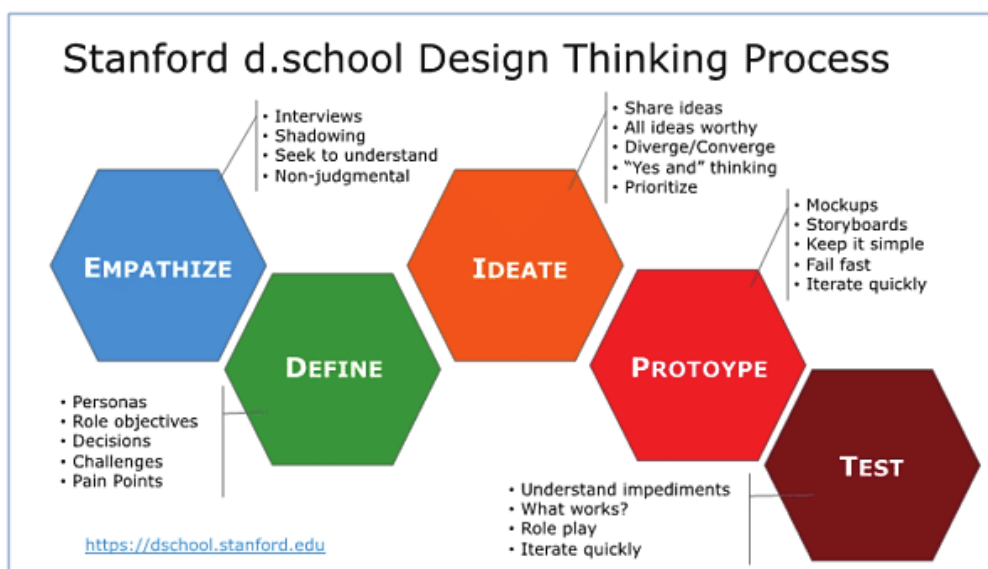 Stanford d.school Design Thinking Process
• Interviews
• Shadowing
• Seek to understand
• Non-judgmental
EMPATHIZE
• Personas
• Role objectives
• Decisions
• Challenges
• Pain Points
DEFINE
• Share ideas
• All ideas worthy
• Diverge/Converge
• “Yes and” thinking
• Prioritize
IDEATE
• Mockups
• Storyboards
• Keep it simple
• Fail fast
• Iterate quickly
PROTOYPE
• Understand impediments
• What works?
• Role play
• Iterate quickly
TEST
https://dschool.stanford.edu